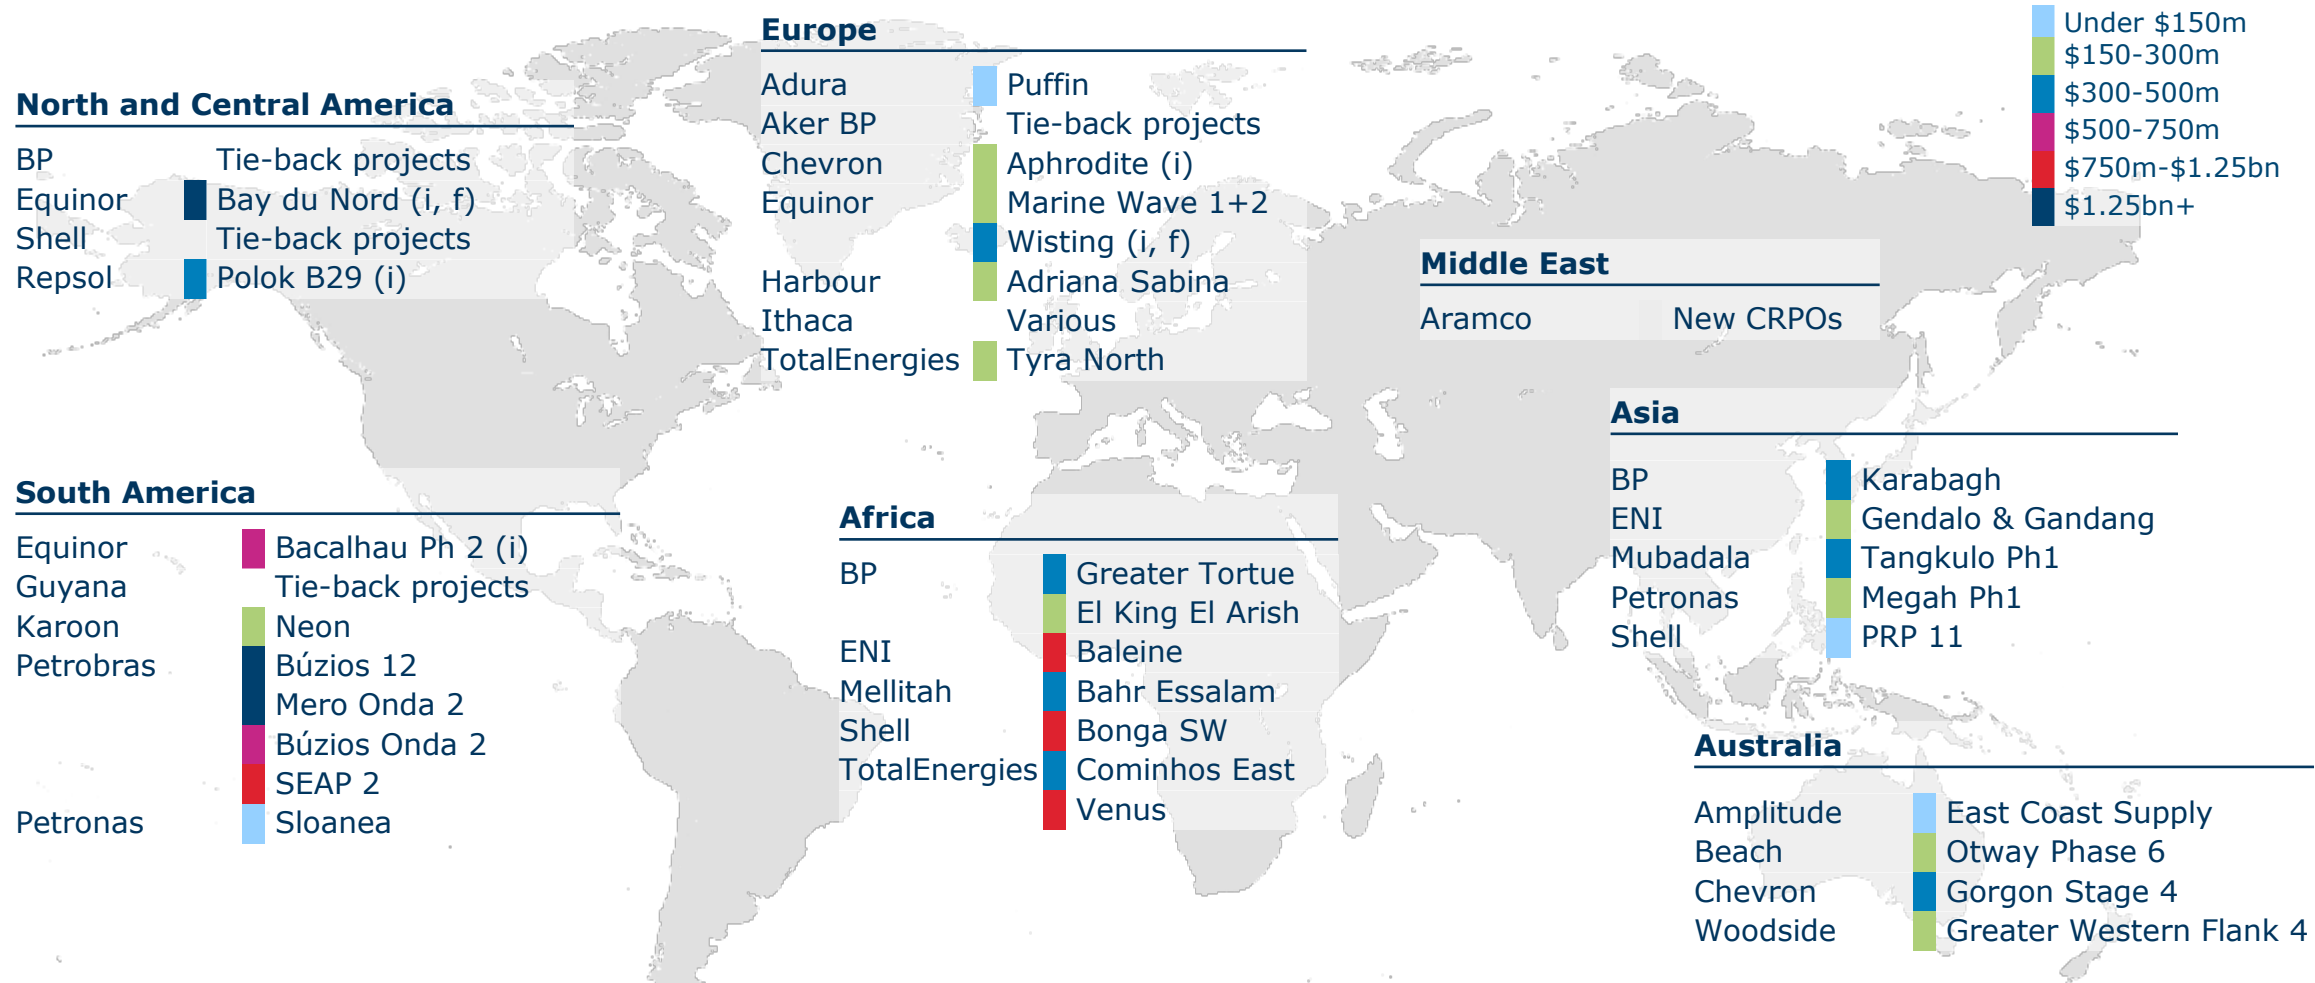 Europe
Adura Puffin
Aker BP Tie-back projects
Chevron Aphrodite (i)
Equinor Marine Wave 1+2
Wisting (i, f)
Harbour Adriana Sabina
Ithaca Various
TotalEnergies Tyra North
Under $150m
$150-300m
$300-500m
$500-750m
$750m-$1.25bn
$1.25bn+
North and Central America
BP Tie-back projects
Equinor Bay du Nord (i, f)
Shell Tie-back projects
Repsol Polok B29 (i)
Middle East
Aramco New CRPOs
Asia
BP Karabagh
ENI Gendalo & Gandang
Mubadala Tangkulo Ph1
Petronas Megah Ph1
Shell PRP 11
South America
Equinor Bacalhau Ph 2 (i)
Guyana Tie-back projects
Karoon Neon
Petrobras Búzios 12
Mero Onda 2
Búzios Onda 2
SEAP 2
Petronas Sloanea
Africa
BP Greater Tortue
El King El Arish
ENI Baleine
Mellitah Bahr Essalam
Shell Bonga SW
TotalEnergies Cominhos East
Venus
Australia
Amplitude East Coast Supply
Beach Otway Phase 6
Chevron Gorgon Stage 4
Woodside Greater Western Flank 4